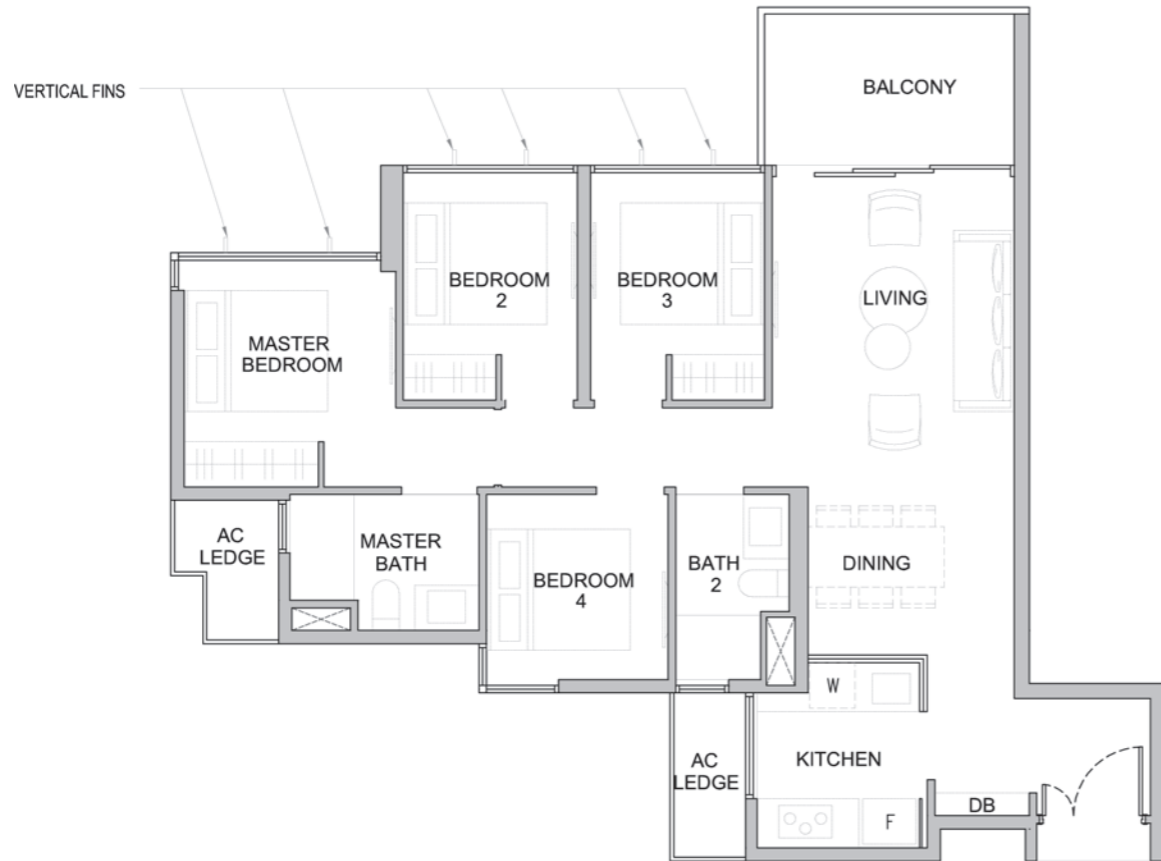 BALCONY
VERTICAL FINS
BEDROOM
2
BEDROOM
3
LIVING
MASTER
BEDROOM
AC
LEDGE
MASTER
BATH
BEDROOM
4
BATH
2
DINING
W
KITCHEN
AC
LEDGE
DB
F